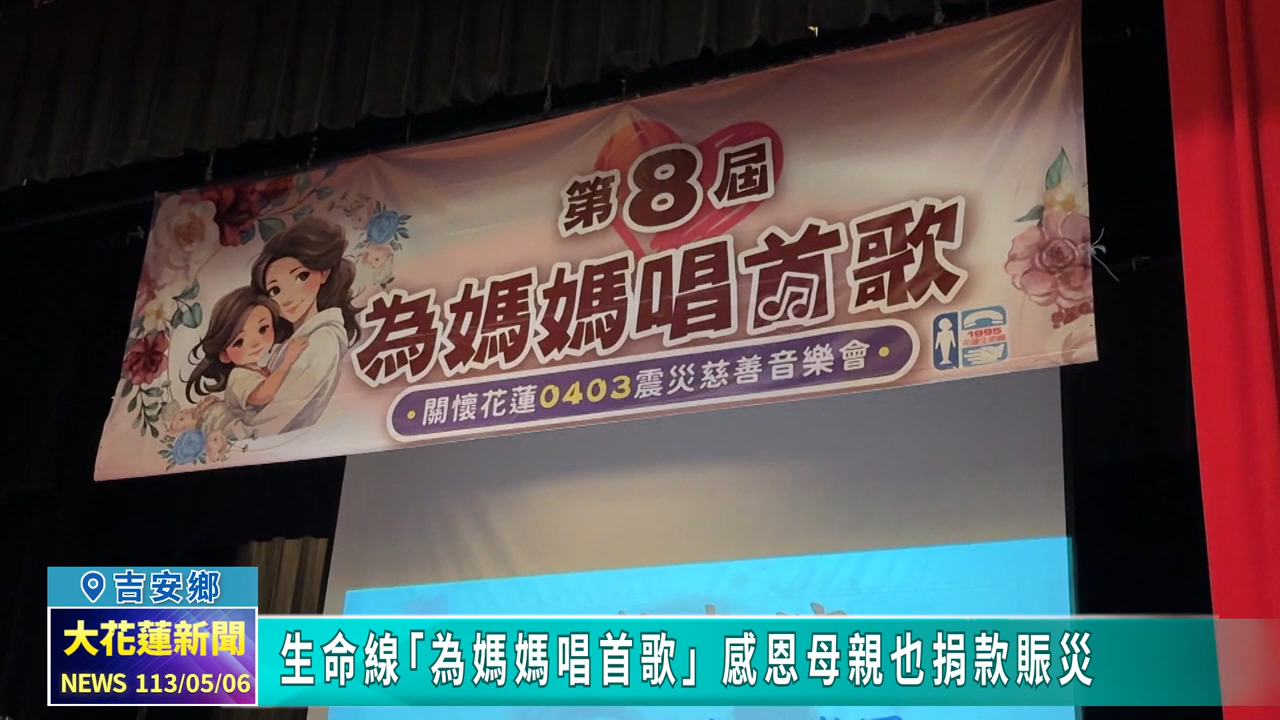 第8屆
為媽媽唱首歌
•關懷花蓮0403震災慈善音樂會•
1995
吉安鄉
大花蓮新聞
NEWS 113/05/06
生命線「為媽媽唱首歌」感恩母親也捐款賑災